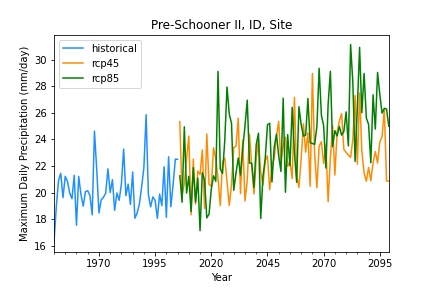 Pre-Schooner II, ID, Site
Maximum Daily Precipitation (mm/day)
historical
rcp45
rcp85
30
28
26
24
22
20
18
16
1970
1995
2020
2045
2070
2095
Year